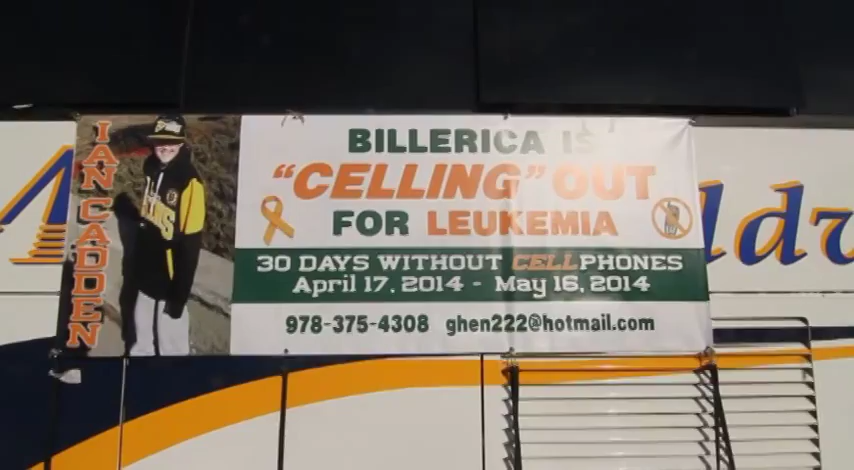 IAN CADDEN
BILLERICA IS
"CELLING" OUT
FOR LEUKEMIA
30 DAYS WITHOUT CELLPHONES
April 17, 2014 - May 16, 2014
978-375-4308 ghen222@hotmail.com